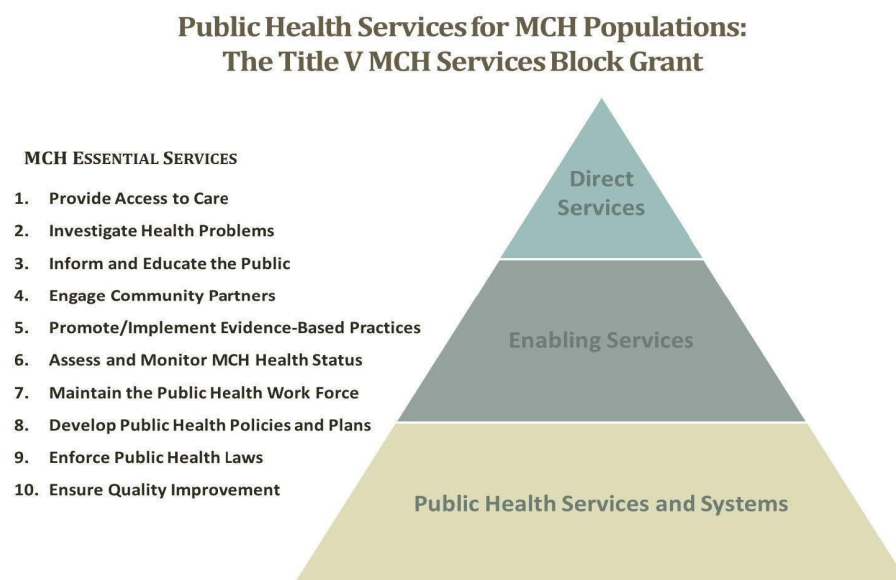 Public Health Services for MCH Populations:
The Title V MCH Services Block Grant
MCH ESSENTIAL SERVICES
1. Provide Access to Care
2. Investigate Health Problems
3. Inform and Educate the Public
4. Engage Community Partners
5. Promote/Implement Evidence-Based Practices
6. Assess and Monitor MCH Health Status
7. Maintain the Public Health Work Force
8. Develop Public Health Policies and Plans
9. Enforce Public Health Laws
10. Ensure Quality Improvement
Direct
Services
Enabling Services
Public Health Services and Systems